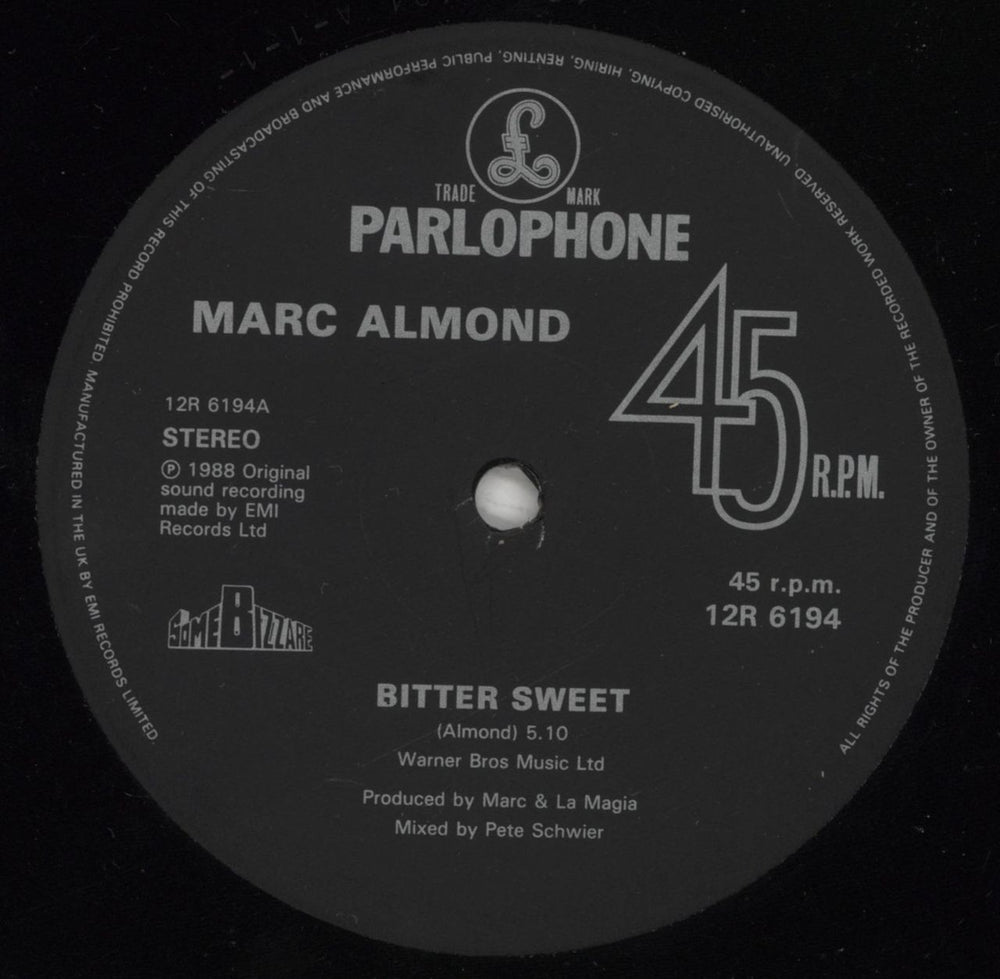 ALL RIGHTS OF THE PRODUCER AND OF THE OWNER OF THE RECORDED WORK RESERVED. UNAUTHORISED COPYING, HIRING, RENTING, PUBLIC PERFORMANCE AND BROADCASTING OF THIS RECORD PROHIBITED. MANUFACTURED IN THE UK BY EMI RECORDS LIMITED.
£
TRADE MARK
PARLOPHONE
MARC ALMOND
45 R.P.M.
12R 6194A
STEREO
Ⓟ 1988 Original
sound recording
made by EMI
Records Ltd
SOME BIZZARE
45 r.p.m.
12R 6194
BITTER SWEET
(Almond) 5.10
Warner Bros Music Ltd
Produced by Marc & La Magia
Mixed by Pete Schwier